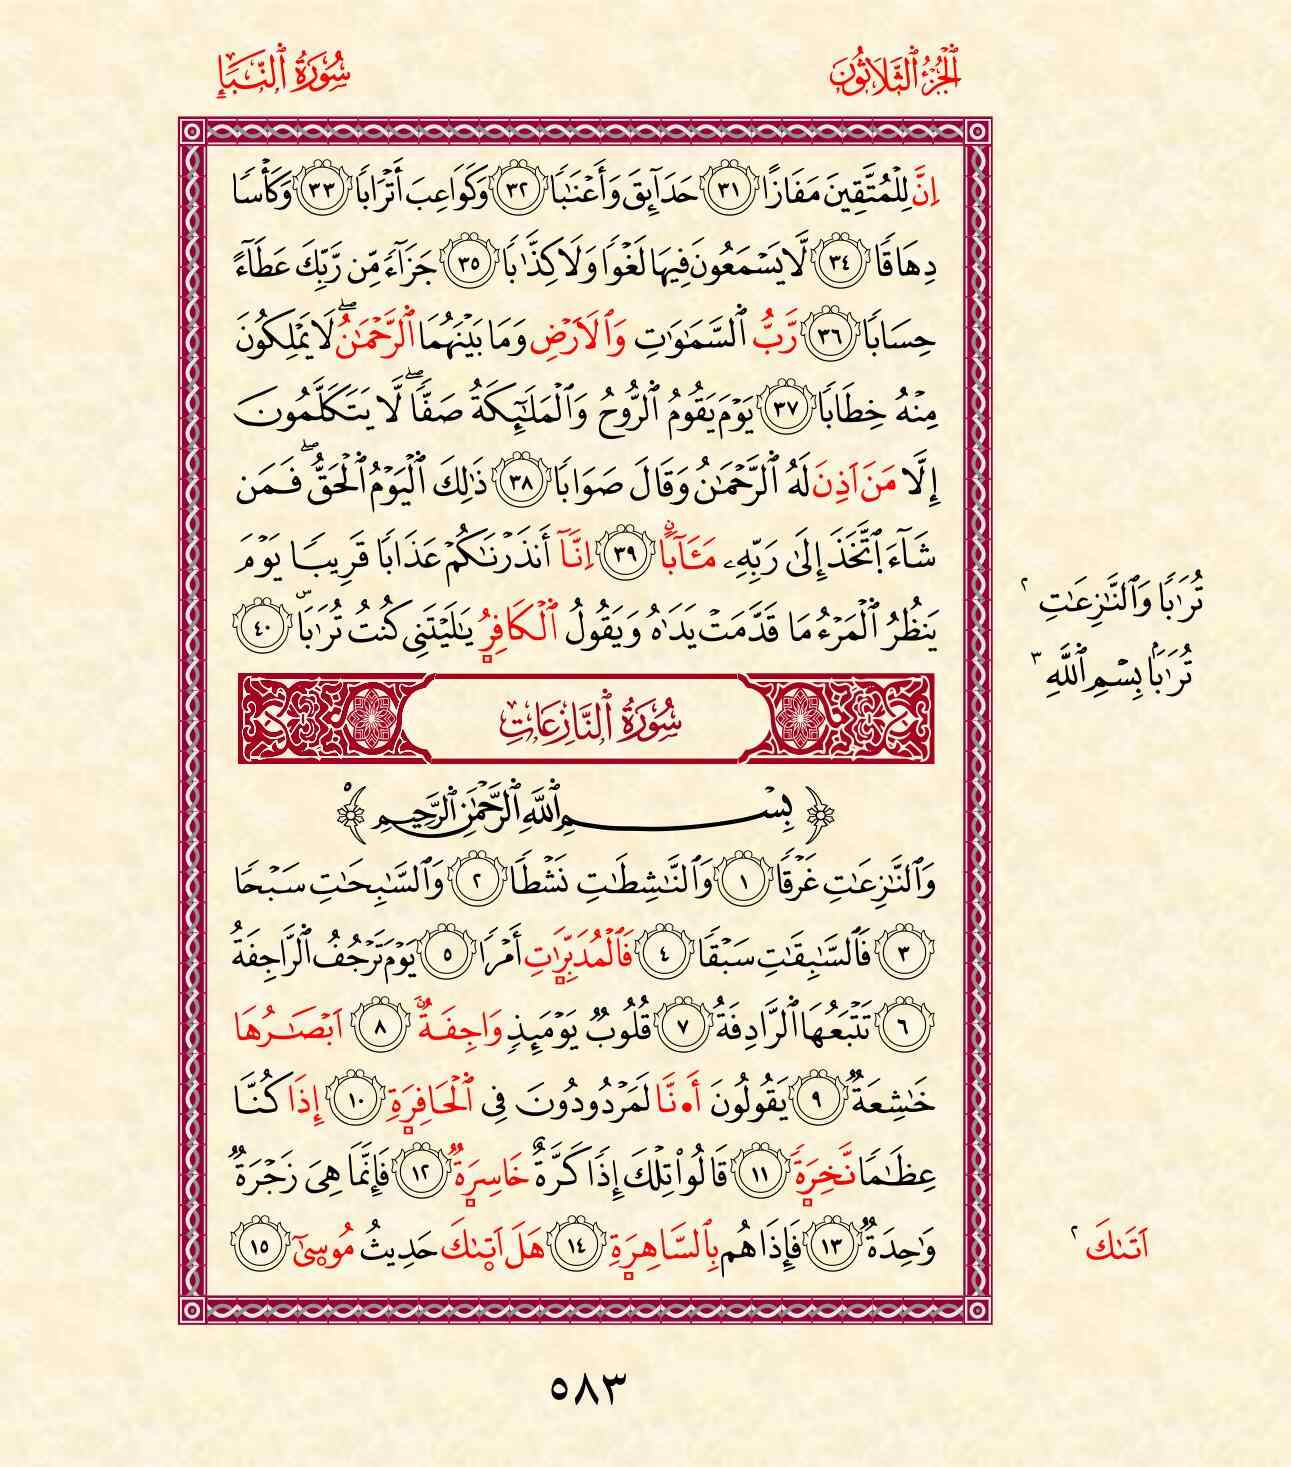 الجُزْءُ ٱلثَّلَاثُونَ
سُورَةُ ٱلنَّبَإِ
اِنَّ لِلْمُتَّقِينَ مَفَازًا ٣١ حَدَآئِقَ وَأَعْنَٰبًا ٣٢ وَكَوَاعِبَ أَتْرَابًا ٣٣ وَكَأْسًا
دِهَاقًا ٣٤ لَّا يَسْمَعُونَ فِيهَا لَغْوًا وَلَا كِذَّٰبًا ٣٥ جَزَآءً مِّن رَّبِّكَ عَطَآءً
حِسَابًا ٣٦ رَّبُّ ٱلسَّمَٰوَٰتِ وَٱلَارْضِ وَمَا بَيْنَهُمَا ٱلرَّحْمَٰنُۖ لَا يَمْلِكُونَ
مِنْهُ خِطَابًا ٣٧ يَوْمَ يَقُومُ ٱلرُّوحُ وَٱلْمَلَٰٓئِكَةُ صَفًّاۖ لَّا يَتَكَلَّمُونَ
إِلَّا مَنَ اَذِنَ لَهُ ٱلرَّحْمَٰنُ وَقَالَ صَوَابًا ٣٨ ذَٰلِكَ ٱلْيَوْمُ ٱلْحَقُّۖ فَمَن
شَآءَ ٱتَّخَذَ إِلَىٰ رَبِّهِۦ مَـَٔابًا ٣٩ اِنَّآ أَنذَرْنَٰكُمْ عَذَابًا قَرِيبًا يَوْمَ
يَنظُرُ ٱلْمَرْءُ مَا قَدَّمَتْ يَدَاهُ وَيَقُولُ ٱلْكَافِرُ يَٰلَيْتَنِى كُنتُ تُرَٰبًا ٤٠
تُرَٰبًا وَٱلنَّٰزِعَٰتِ ٢
تُرَٰبًا بِسْمِ ٱللَّهِ ٣
سُورَةُ ٱلنَّازِعَاتِ
بِسْمِ ٱللَّهِ ٱلرَّحْمَٰنِ ٱلرَّحِيمِ
وَٱلنَّٰزِعَٰتِ غَرْقًا ١ وَٱلنَّٰشِطَٰتِ نَشْطًا ٢ وَٱلسَّٰبِحَٰتِ سَبْحًا
٣ فَٱلسَّٰبِقَٰتِ سَبْقًا ٤ فَٱلْمُدَبِّرَٰتِ أَمْرًا ٥ يَوْمَ تَرْجُفُ ٱلرَّاجِفَةُ
٦ تَتْبَعُهَا ٱلرَّادِفَةُ ٧ قُلُوبٌ يَوْمَئِذٍ وَاجِفَةٌ ٨ اَبْصَٰرُهَا
خَٰشِعَةٌ ٩ يَقُولُونَ أَ•نَّا لَمَرْدُودُونَ فِى ٱلْحَافِرَةِ ١٠ إِذَا كُنَّا
عِظَٰمًا نَّخِرَةً ١١ قَالُوا۟ تِلْكَ إِذًا كَرَّةٌ خَاسِرَةٌ ١٢ فَإِنَّمَا هِىَ زَجْرَةٌ
وَٰحِدَةٌ ١٣ فَإِذَا هُم بِٱلسَّاهِرَةِ ١٤ هَلَ اَتٜىٰكَ حَدِيثُ مُوسٜىٰٓ ١٥
اَتَىٰكَ ٢
٥٨٣